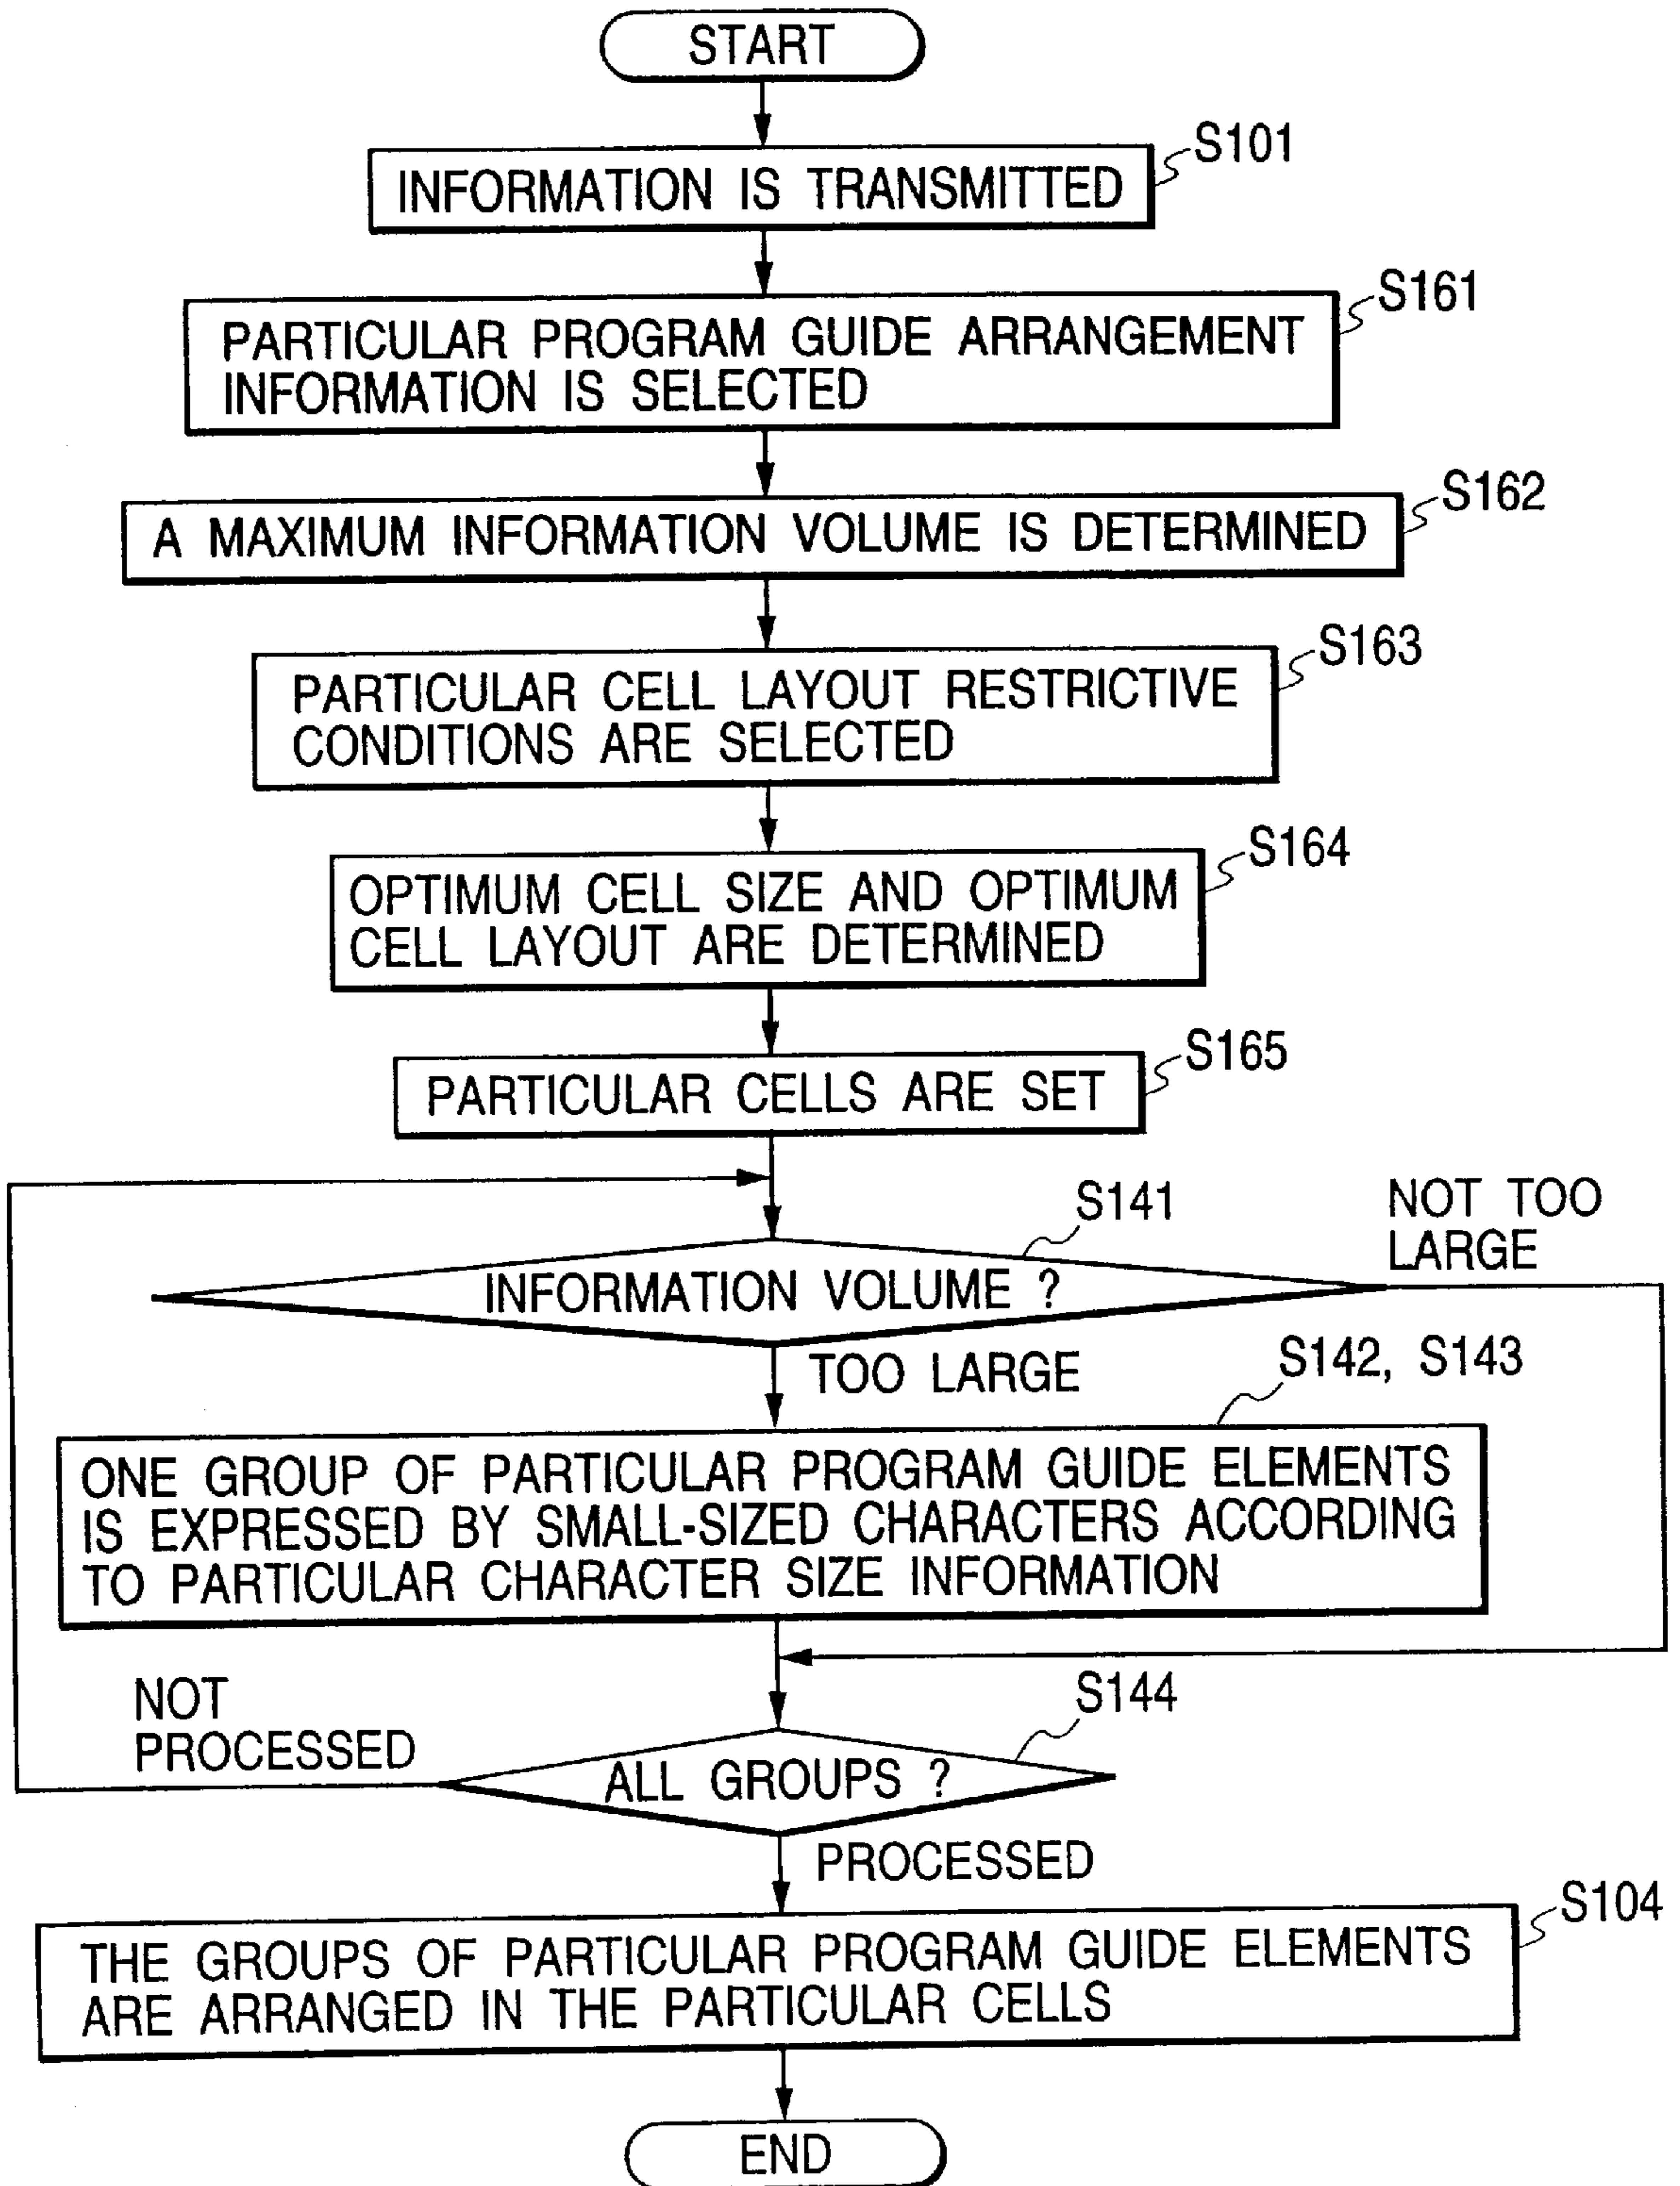 START
S101
INFORMATION IS TRANSMITTED
S161
PARTICULAR PROGRAM GUIDE ARRANGEMENT
INFORMATION IS SELECTED
S162
A MAXIMUM INFORMATION VOLUME IS DETERMINED
S163
PARTICULAR CELL LAYOUT RESTRICTIVE
CONDITIONS ARE SELECTED
S164
OPTIMUM CELL SIZE AND OPTIMUM
CELL LAYOUT ARE DETERMINED
S165
PARTICULAR CELLS ARE SET
S141
NOT TOO
LARGE
INFORMATION VOLUME ?
TOO LARGE
S142, S143
ONE GROUP OF PARTICULAR PROGRAM GUIDE ELEMENTS
IS EXPRESSED BY SMALL-SIZED CHARACTERS ACCORDING
TO PARTICULAR CHARACTER SIZE INFORMATION
NOT
PROCESSED
S144
ALL GROUPS ?
PROCESSED
S104
THE GROUPS OF PARTICULAR PROGRAM GUIDE ELEMENTS
ARE ARRANGED IN THE PARTICULAR CELLS
END